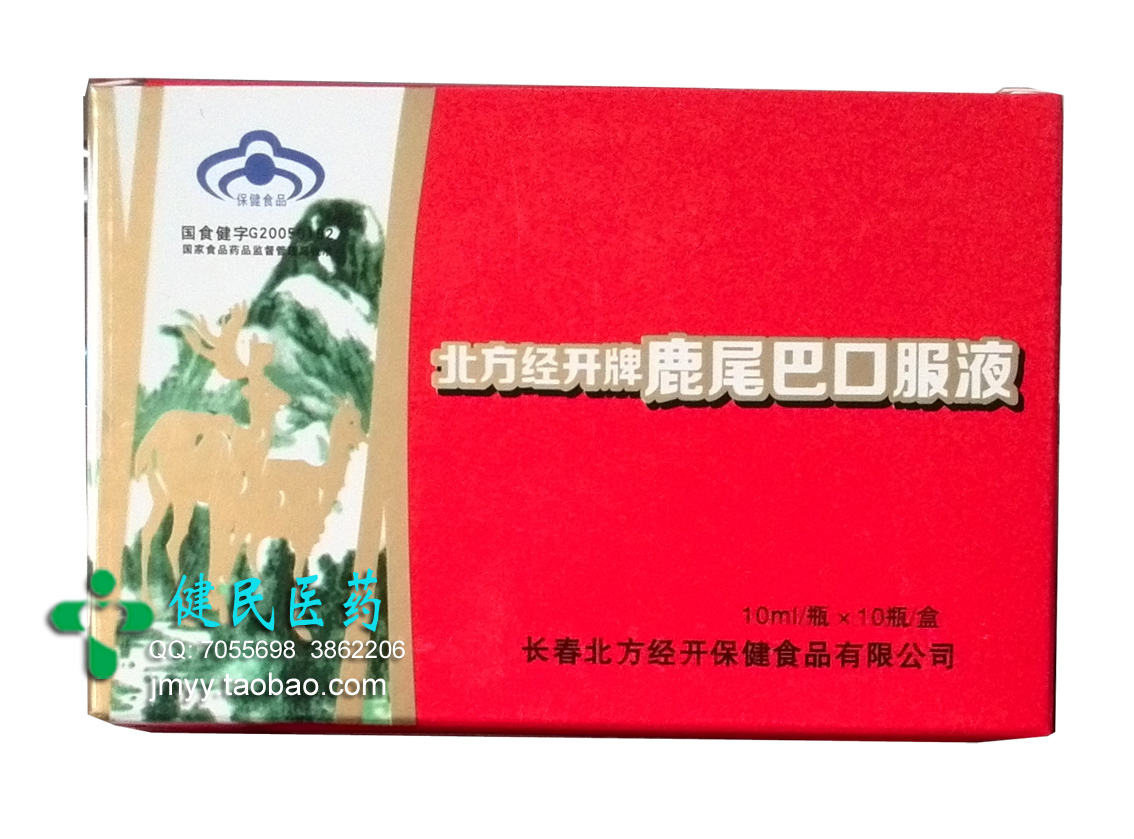 保健食品
国食健字G2005
国家食品药品监督管理
北方经开牌鹿尾巴口服液
10ml/瓶×10瓶/盒
长春北方经开保健食品有限公司
健民医药
QQ: 7055698 3862206
jmyy.taobao.com